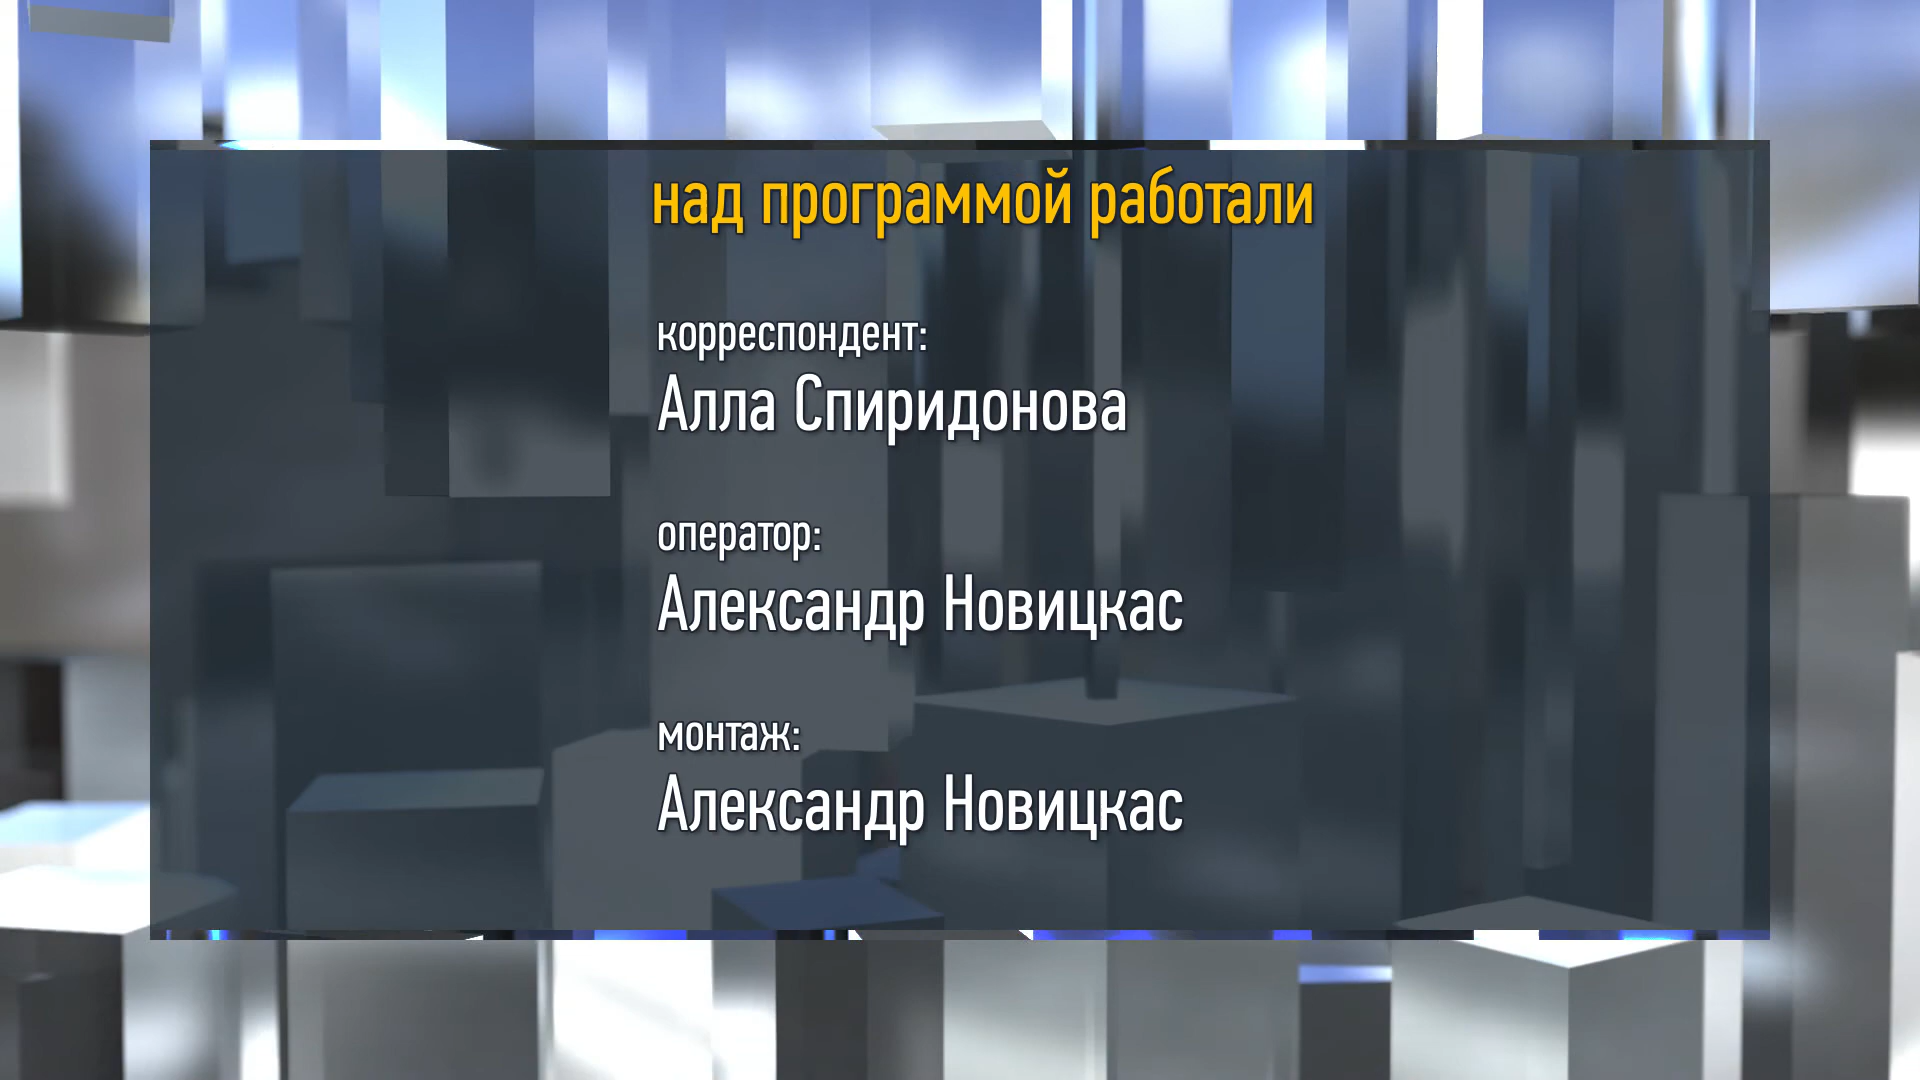 над программой работали
корреспондент:
Алла Спиридонова
оператор:
Александр Новицкас
монтаж:
Александр Новицкас